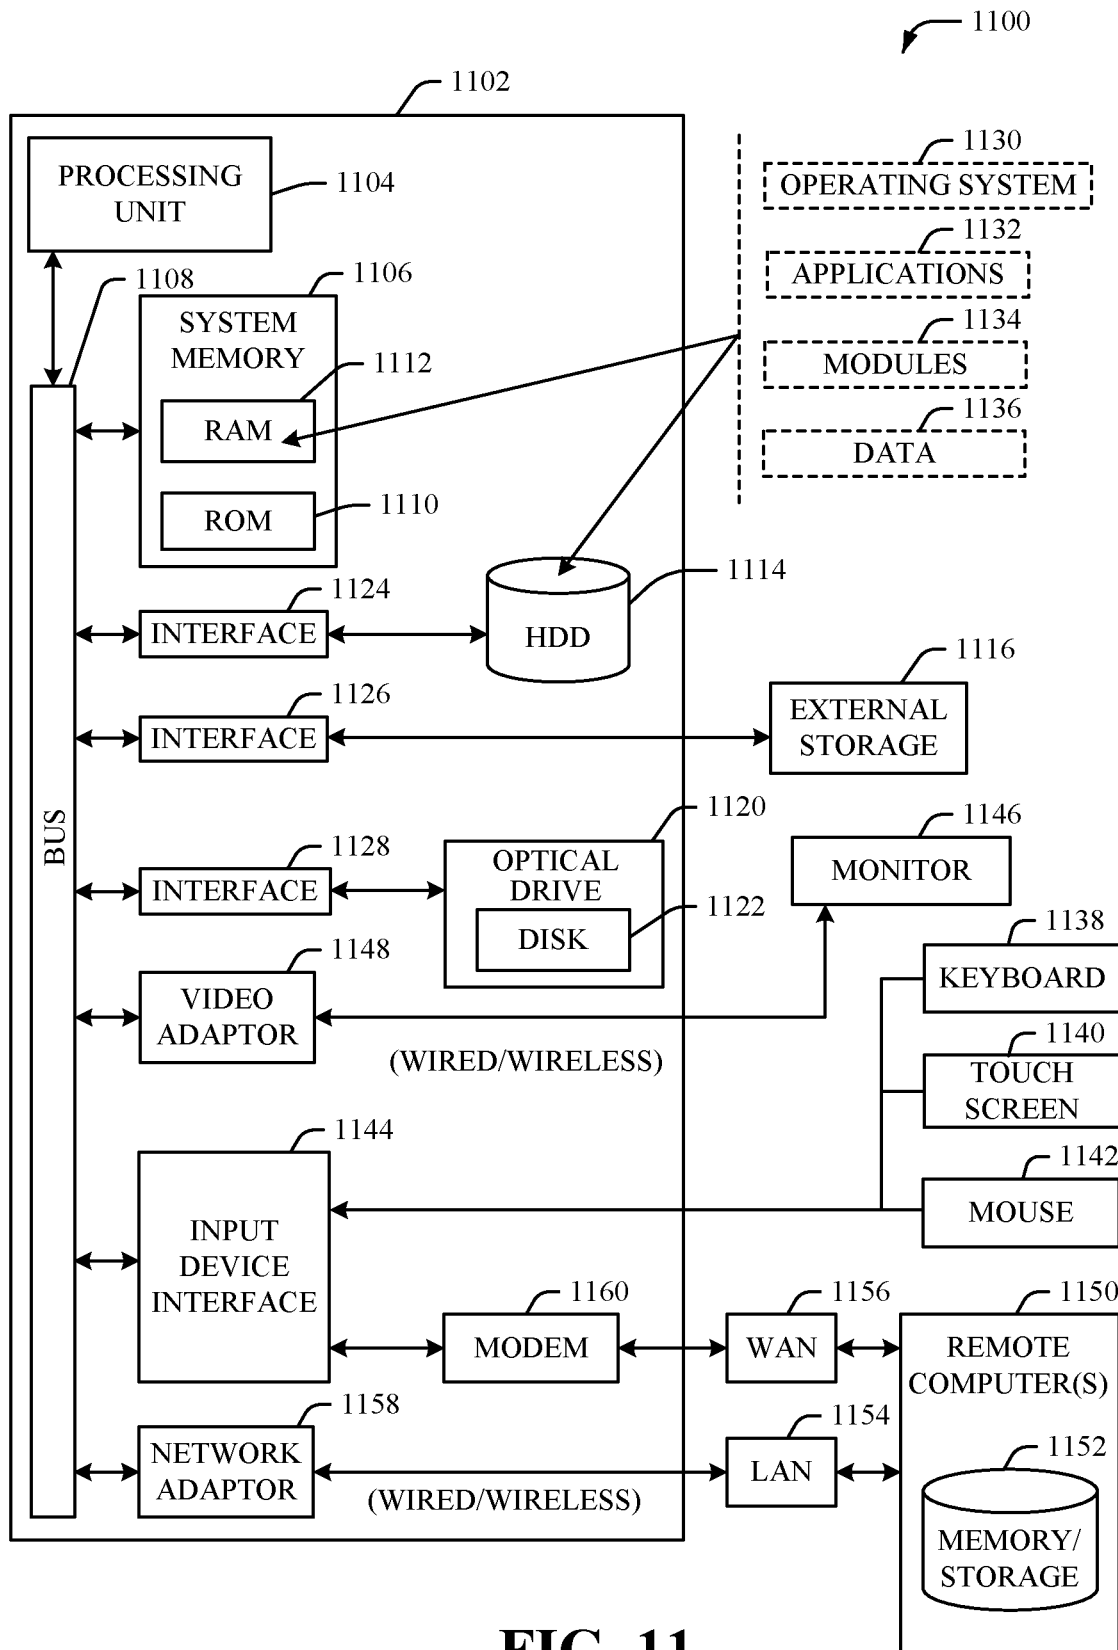 1100
1102
PROCESSING
UNIT
1104
1108
1106
SYSTEM
MEMORY
1112
RAM
1110
ROM
1130
OPERATING SYSTEM
1132
APPLICATIONS
1134
MODULES
1136
DATA
1124
INTERFACE
1114
HDD
1126
INTERFACE
1116
EXTERNAL
STORAGE
BUS
1128
INTERFACE
1120
OPTICAL
DRIVE
1122
DISK
1146
MONITOR
1148
VIDEO
ADAPTOR
(WIRED/WIRELESS)
1138
KEYBOARD
1140
TOUCH
SCREEN
1142
MOUSE
1144
INPUT
DEVICE
INTERFACE
1160
MODEM
1156
WAN
1150
REMOTE
COMPUTER(S)
1158
NETWORK
ADAPTOR
(WIRED/WIRELESS)
1154
LAN
1152
MEMORY/
STORAGE
FIG. 11